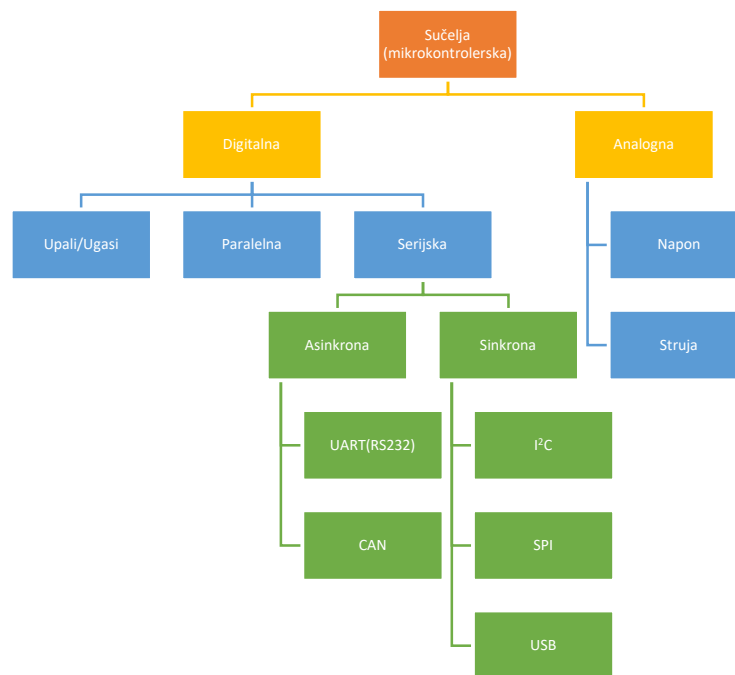 Sučelja
(mikrokontrolerska)
Digitalna
Analogna
Upali/Ugasi
Paralelna
Serijska
Napon
Asinkrona
Sinkrona
Struja
UART(RS232)
I²C
CAN
SPI
USB